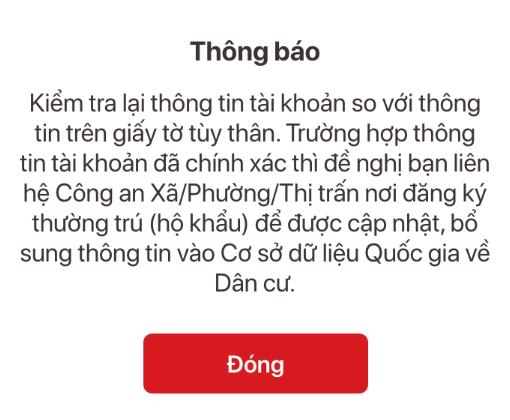 Thông báo
Kiểm tra lại thông tin tài khoản so với thông
tin trên giấy tờ tùy thân. Trường hợp thông
tin tài khoản đã chính xác thì đề nghị bạn liên
hệ Công an Xã/Phường/Thị trấn nơi đăng ký
thường trú (hộ khẩu) để được cập nhật, bổ
sung thông tin vào Cơ sở dữ liệu Quốc gia về
Dân cư.
Đóng